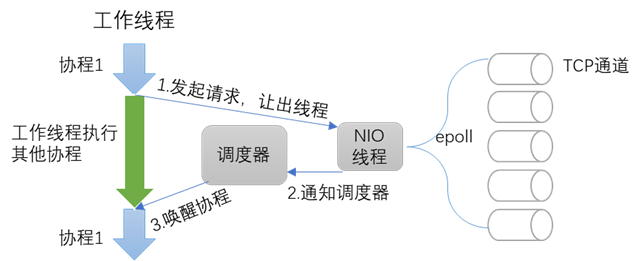 工作线程
协程1
1.发起请求，让出线程
工作线程执行
其他协程
调度器
NIO
线程
epoll
TCP通道
2.通知调度器
3.唤醒协程
协程1